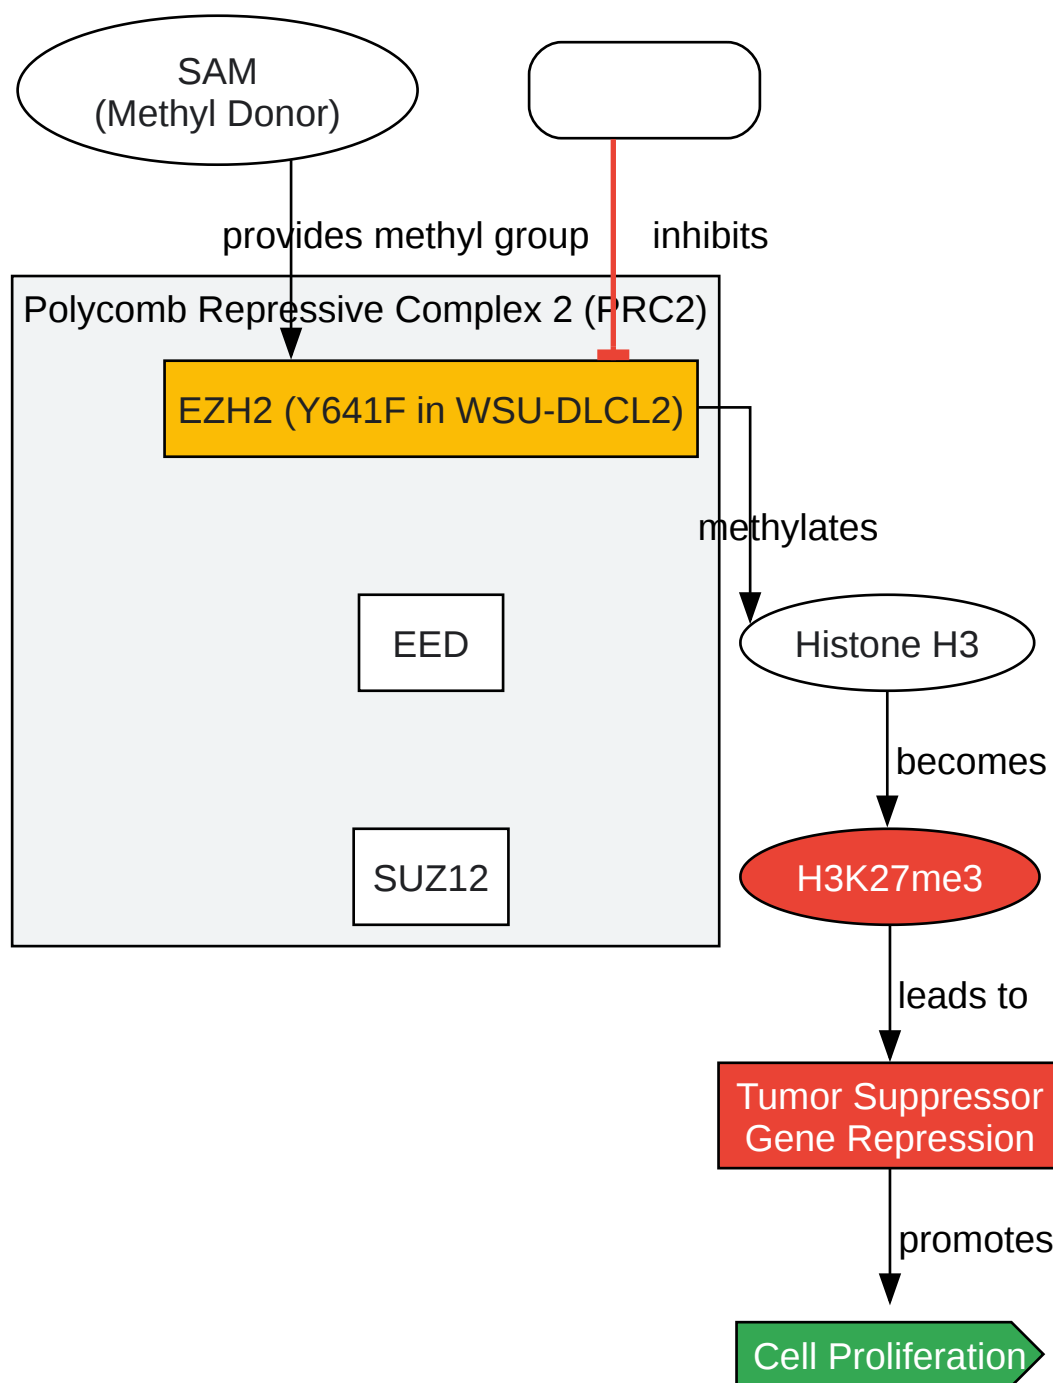 SAM
(Methyl Donor)
provides methyl group
inhibits
Polycomb Repressive Complex 2 (PRC2)
EZH2 (Y641F in WSU-DLCL2)
methylates
EED
Histone H3
becomes
SUZ12
H3K27me3
leads to
Tumor Suppressor
Gene Repression
promotes
Cell Proliferation